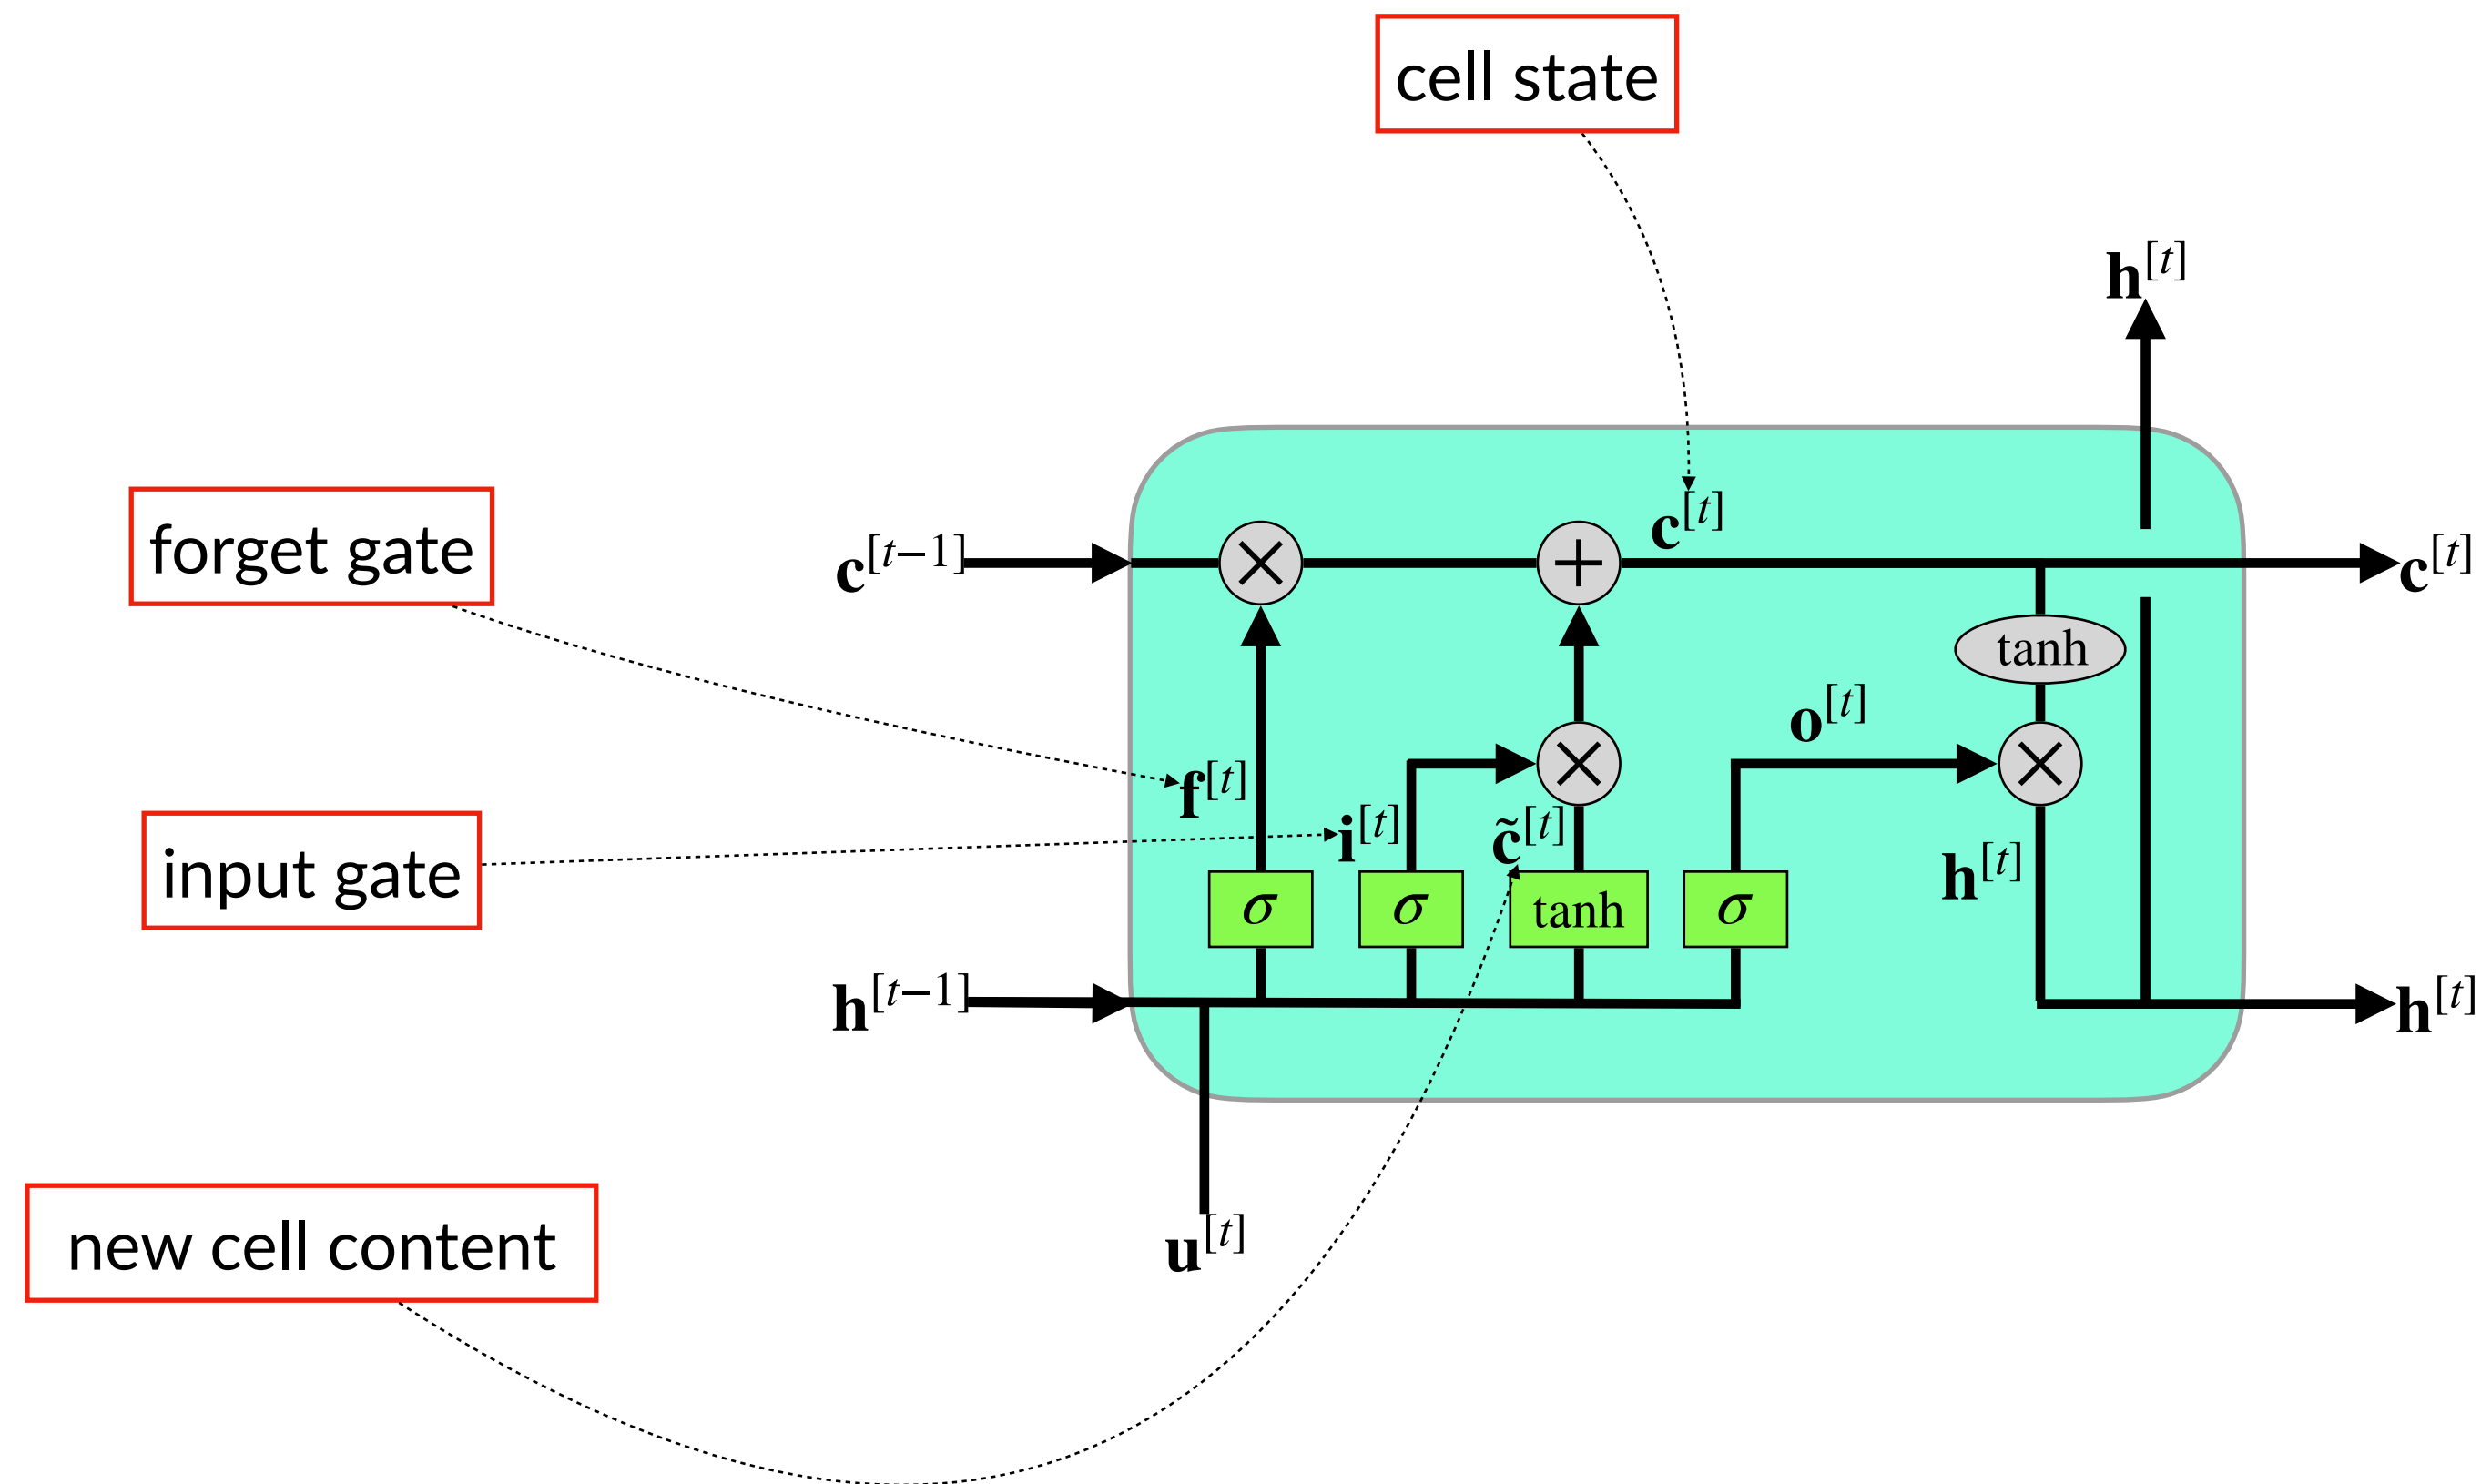 cell state
h[t]
forget gate
c[t−1]
c[t]
c[t]
tanh
o[t]
f[t]
input gate
i[t]
c̃[t]
h[t]
σ
σ
tanh
σ
h[t−1]
h[t]
new cell content
u[t]